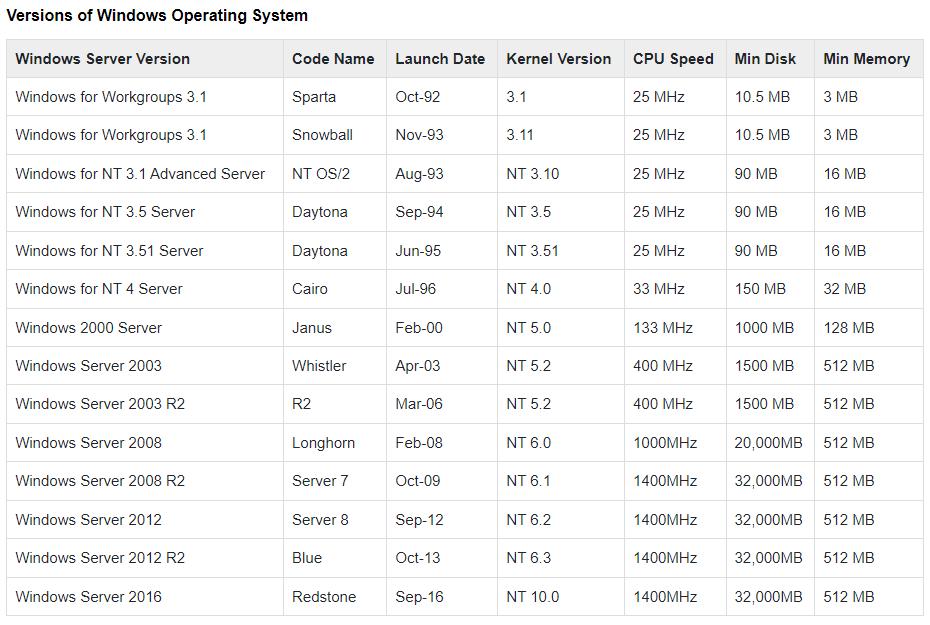 Versions of Windows Operating System
Windows Server Version Code Name Launch Date Kernel Version CPU Speed Min Disk Min Memory
Windows for Workgroups 3.1 Sparta Oct-92 3.1 25 MHz 10.5 MB 3 MB
Windows for Workgroups 3.1 Snowball Nov-93 3.11 25 MHz 10.5 MB 3 MB
Windows for NT 3.1 Advanced Server NT OS/2 Aug-93 NT 3.10 25 MHz 90 MB 16 MB
Windows for NT 3.5 Server Daytona Sep-94 NT 3.5 25 MHz 90 MB 16 MB
Windows for NT 3.51 Server Daytona Jun-95 NT 3.51 25 MHz 90 MB 16 MB
Windows for NT 4 Server Cairo Jul-96 NT 4.0 33 MHz 150 MB 32 MB
Windows 2000 Server Janus Feb-00 NT 5.0 133 MHz 1000 MB 128 MB
Windows Server 2003 Whistler Apr-03 NT 5.2 400 MHz 1500 MB 512 MB
Windows Server 2003 R2 R2 Mar-06 NT 5.2 400 MHz 1500 MB 512 MB
Windows Server 2008 Longhorn Feb-08 NT 6.0 1000MHz 20,000MB 512 MB
Windows Server 2008 R2 Server 7 Oct-09 NT 6.1 1400MHz 32,000MB 512 MB
Windows Server 2012 Server 8 Sep-12 NT 6.2 1400MHz 32,000MB 512 MB
Windows Server 2012 R2 Blue Oct-13 NT 6.3 1400MHz 32,000MB 512 MB
Windows Server 2016 Redstone Sep-16 NT 10.0 1400MHz 32,000MB 512 MB